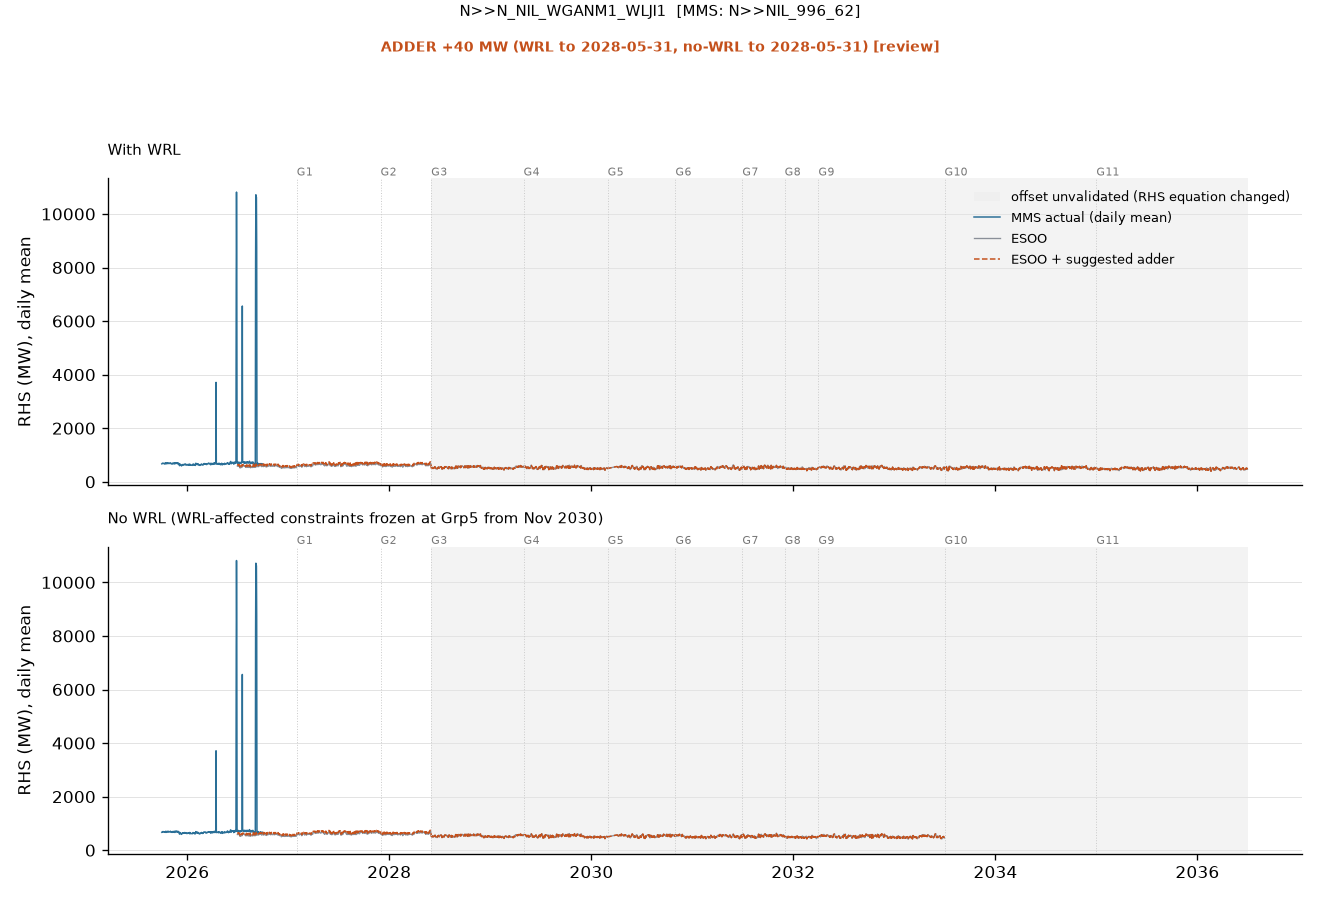 N>>N_NIL_WGANM1_WLJI1 [MMS: N>>NIL_996_62]
ADDER +40 MW (WRL to 2028-05-31, no-WRL to 2028-05-31) [review]
With WRL
G1 G2 G3 G4 G5 G6 G7 G8 G9 G10 G11
offset unvalidated (RHS equation changed)
MMS actual (daily mean)
ESOO
ESOO + suggested adder
RHS (MW), daily mean
10000
8000
6000
4000
2000
0
No WRL (WRL-affected constraints frozen at Grp5 from Nov 2030)
G1 G2 G3 G4 G5 G6 G7 G8 G9 G10 G11
RHS (MW), daily mean
10000
8000
6000
4000
2000
0
2026 2028 2030 2032 2034 2036